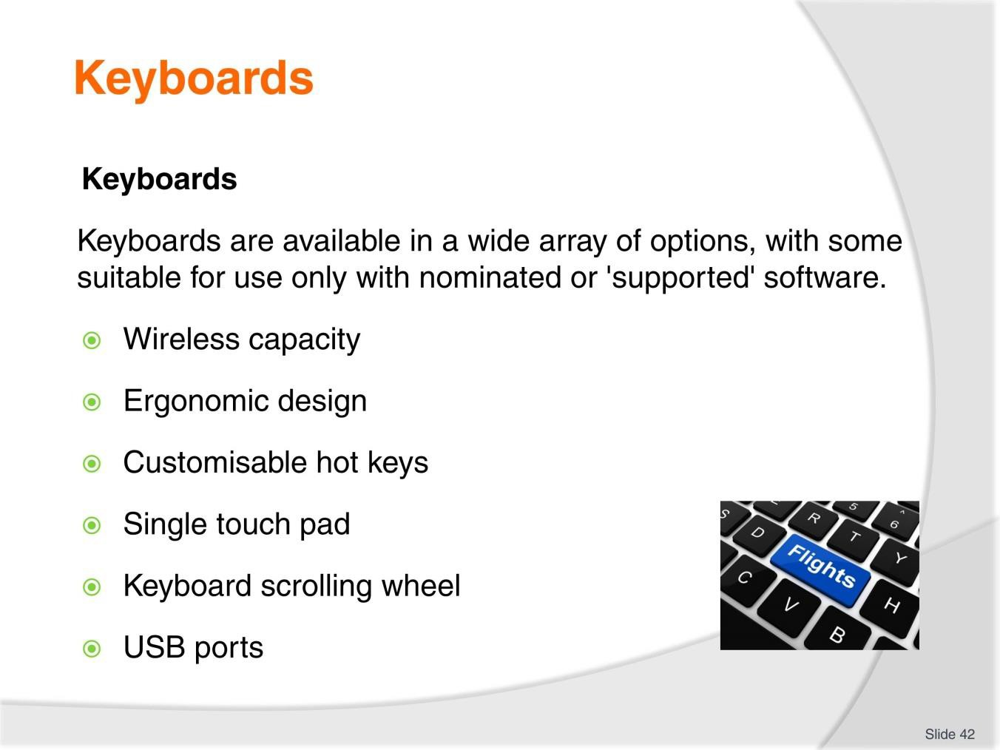 Keyboards
Keyboards
Keyboards are available in a wide array of options, with some
suitable for use only with nominated or 'supported' software.
Wireless capacity
Ergonomic design
Customisable hot keys
Single touch pad
Keyboard scrolling wheel
USB ports
S E R 5 ^ 6
D T Y
Flights
C V B H
Slide 42